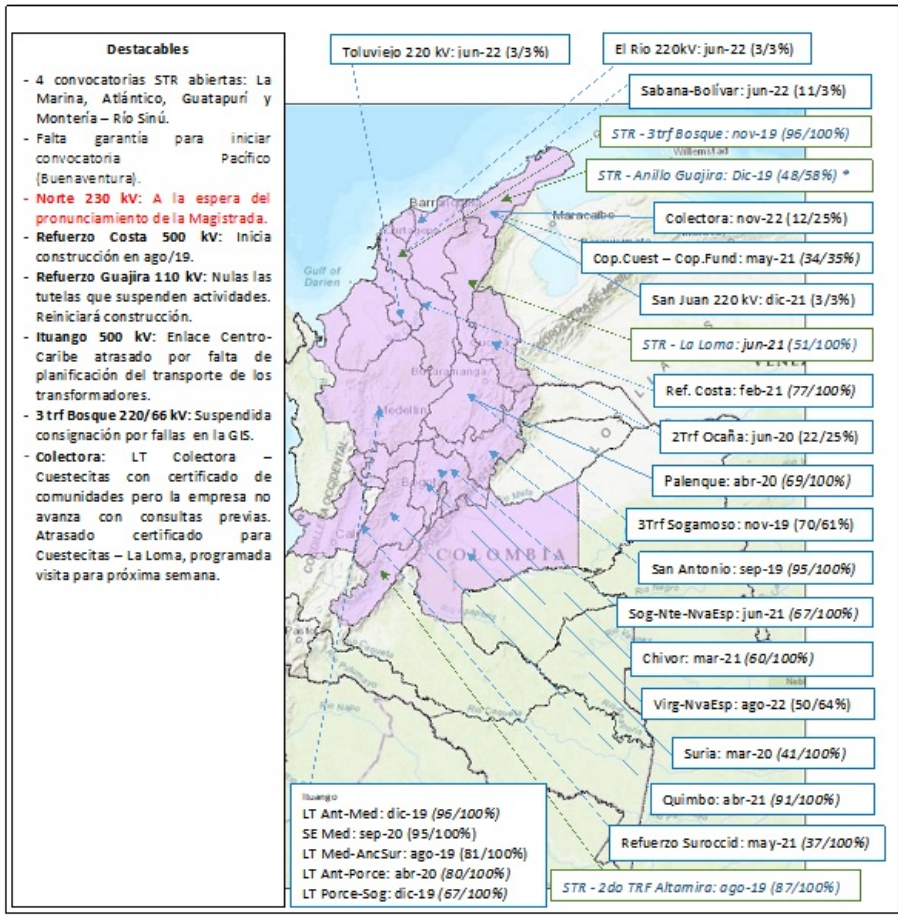 Destacables
- 4 convocatorias STR abiertas: La
Marina, Atlántico, Guatapurí y
Montería – Río Sinú.
- Falta garantía para iniciar
convocatoria Pacífico
(Buenaventura).
- Norte 230 kV: A la espera del
pronunciamiento de la Magistrada.
- Refuerzo Costa 500 kV: Inicia
construcción en ago/19.
- Refuerzo Guajira 110 kV: Nulas las
tutelas que suspenden actividades.
Reiniciará construcción.
- Ituango 500 kV: Enlace Centro-
Caribe atrasado por falta de
planificación del transporte de los
transformadores.
- 3 trf Bosque 220/66 kV: Suspendida
consignación por fallas en la GIS.
- Colectora: LT Colectora –
Cuestecitas con certificado de
comunidades pero la empresa no
avanza con consultas previas.
Atrasado certificado para
Cuestecitas – La Loma, programada
visita para próxima semana.
Toluviejo 220 kV: jun-22 (3/3%)
El Rio 220kV: jun-22 (3/3%)
Sabana-Bolívar: jun-22 (11/3%)
STR - 3trf Bosque: nov-19 (96/100%)
Willemstad
STR - Anillo Guajira: Dic-19 (48/58%) *
Colectora: nov-22 (12/25%)
Maracaibo
Cop.Cuest – Cop.Fund: may-21 (34/35%)
Gulf of
Darien
San Juan 220 kV: dic-21 (3/3%)
STR - La Loma: jun-21 (51/100%)
Ref. Costa: feb-21 (77/100%)
Bucaramanga
Medellín
2Trf Ocaña: jun-20 (22/25%)
Palenque: abr-20 (69/100%)
Bogotá
Río Meta
3Trf Sogamoso: nov-19 (70/61%)
Cali
COLOMBIA
San Antonio: sep-19 (95/100%)
Sog-Nte-NvaEsp: jun-21 (67/100%)
Pasto
Chivor: mar-21 (60/100%)
Río Caquetá
Río Putumayo
Río Napo
Virg-NvaEsp: ago-22 (50/64%)
Suria: mar-20 (41/100%)
Quimbo: abr-21 (91/100%)
Refuerzo Suroccid: may-21 (37/100%)
STR - 2do TRF Altamira: ago-19 (87/100%)
Ituango
LT Ant-Med: dic-19 (96/100%)
SE Med: sep-20 (95/100%)
LT Med-AncSur: ago-19 (81/100%)
LT Ant-Porce: abr-20 (80/100%)
LT Porce-Sog: dic-19 (67/100%)